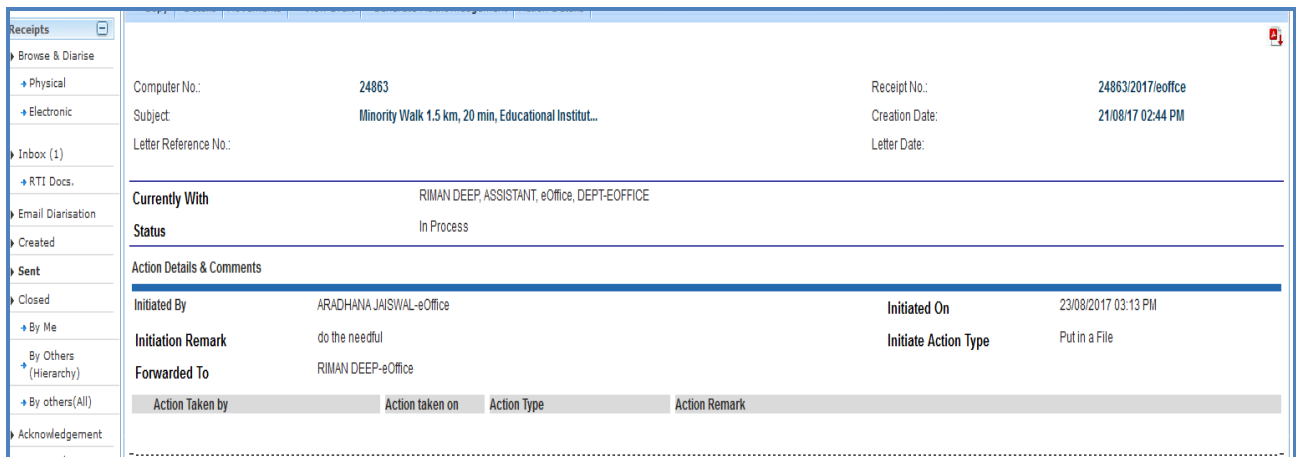 Receipts
Browse & Diarise
Physical
Electronic
Inbox (1)
RTI Docs.
Email Diarisation
Created
Sent
Closed
By Me
By Others
(Hierarchy)
By others(All)
Acknowledgement
Computer No.: 24863 Receipt No.: 24863/2017/eoffce
Subject: Minority Walk 1.5 km, 20 min, Educational Institut... Creation Date: 21/08/17 02:44 PM
Letter Reference No.: Letter Date:
Currently With RIMAN DEEP, ASSISTANT, eOffice, DEPT-EOFFICE
Status In Process
Action Details & Comments
Initiated By ARADHANA JAISWAL-eOffice Initiated On 23/08/2017 03:13 PM
Initiation Remark do the needful Initiate Action Type Put in a File
Forwarded To RIMAN DEEP-eOffice
Action Taken by Action taken on Action Type Action Remark